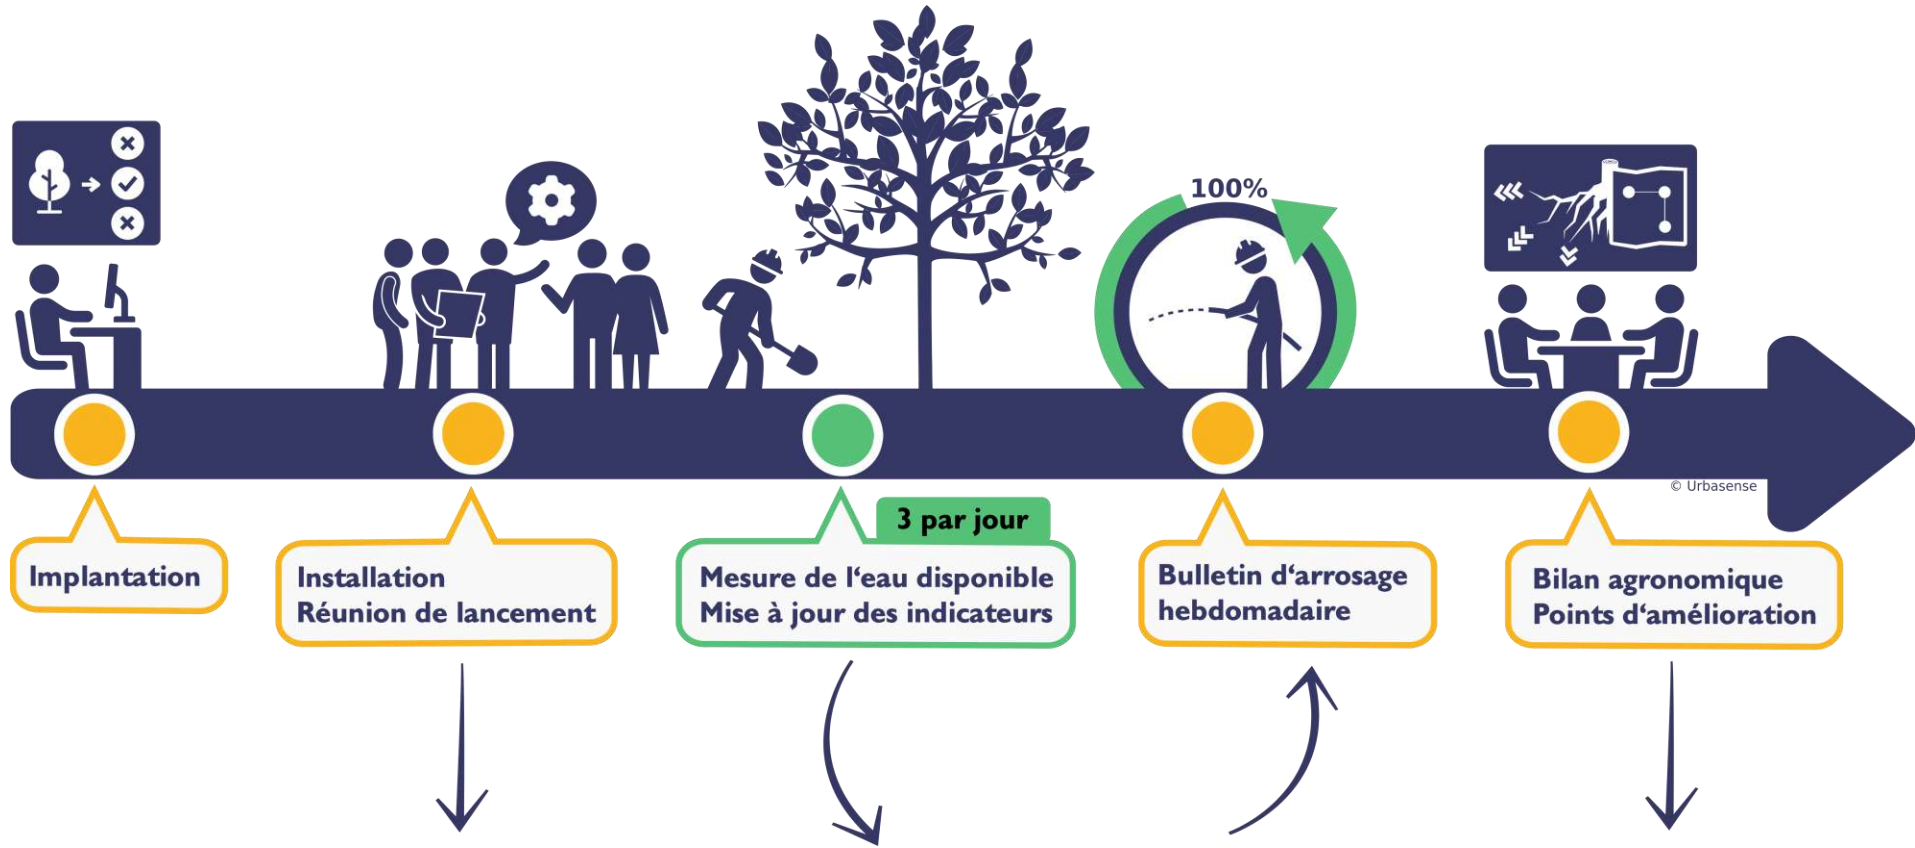 100%
© Urbasense
3 par jour
Implantation
Installation
Réunion de lancement
Mesure de l‘eau disponible
Mise à jour des indicateurs
Bulletin d‘arrosage
hebdomadaire
Bilan agronomique
Points d‘amélioration